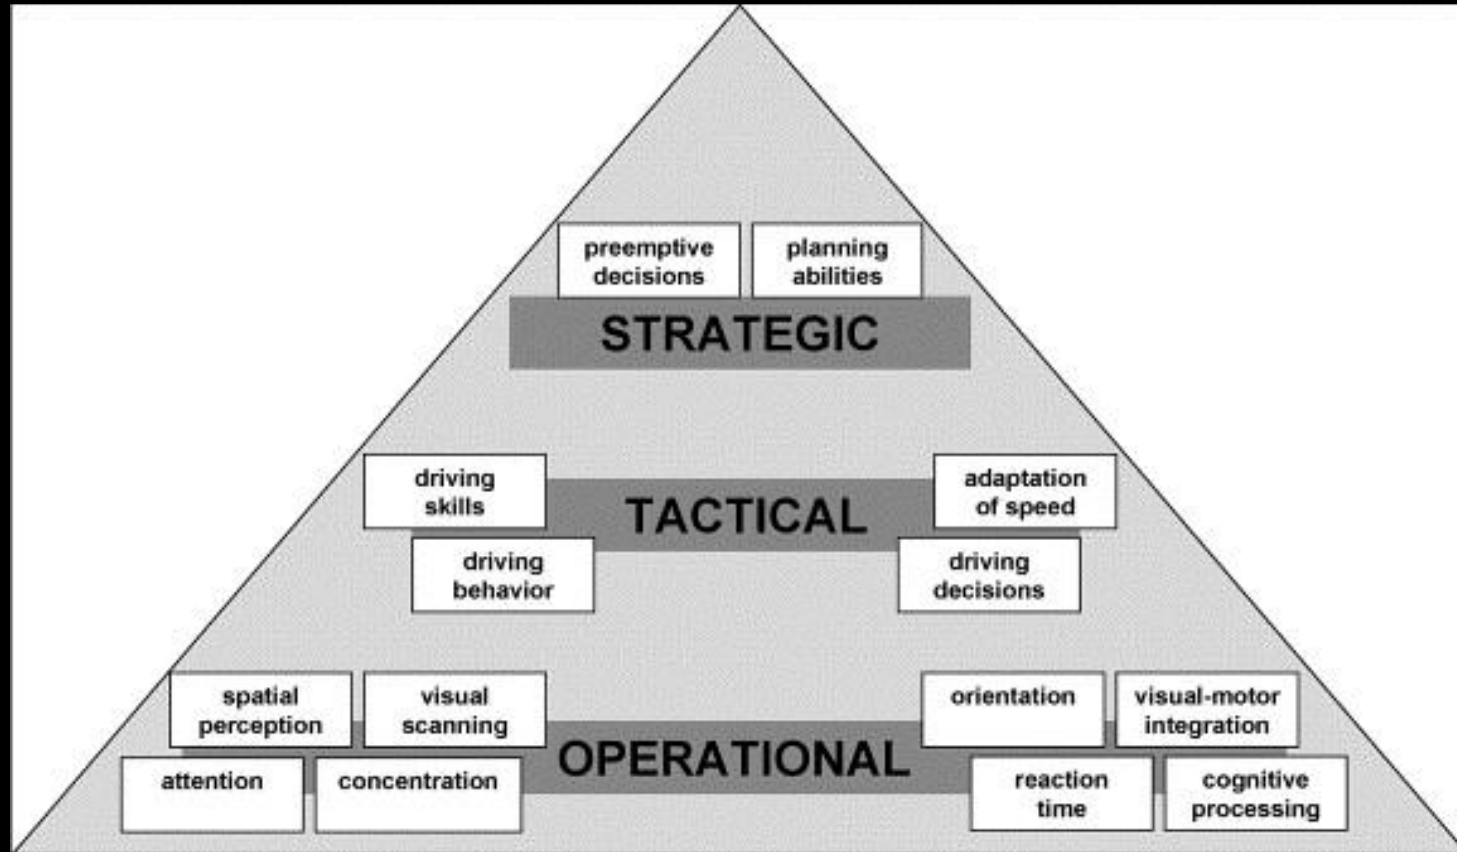 preemptive
decisions
planning
abilities
STRATEGIC
driving
skills
adaptation
of speed
TACTICAL
driving
behavior
driving
decisions
spatial
perception
visual
scanning
orientation
visual-motor
integration
OPERATIONAL
attention
concentration
reaction
time
cognitive
processing